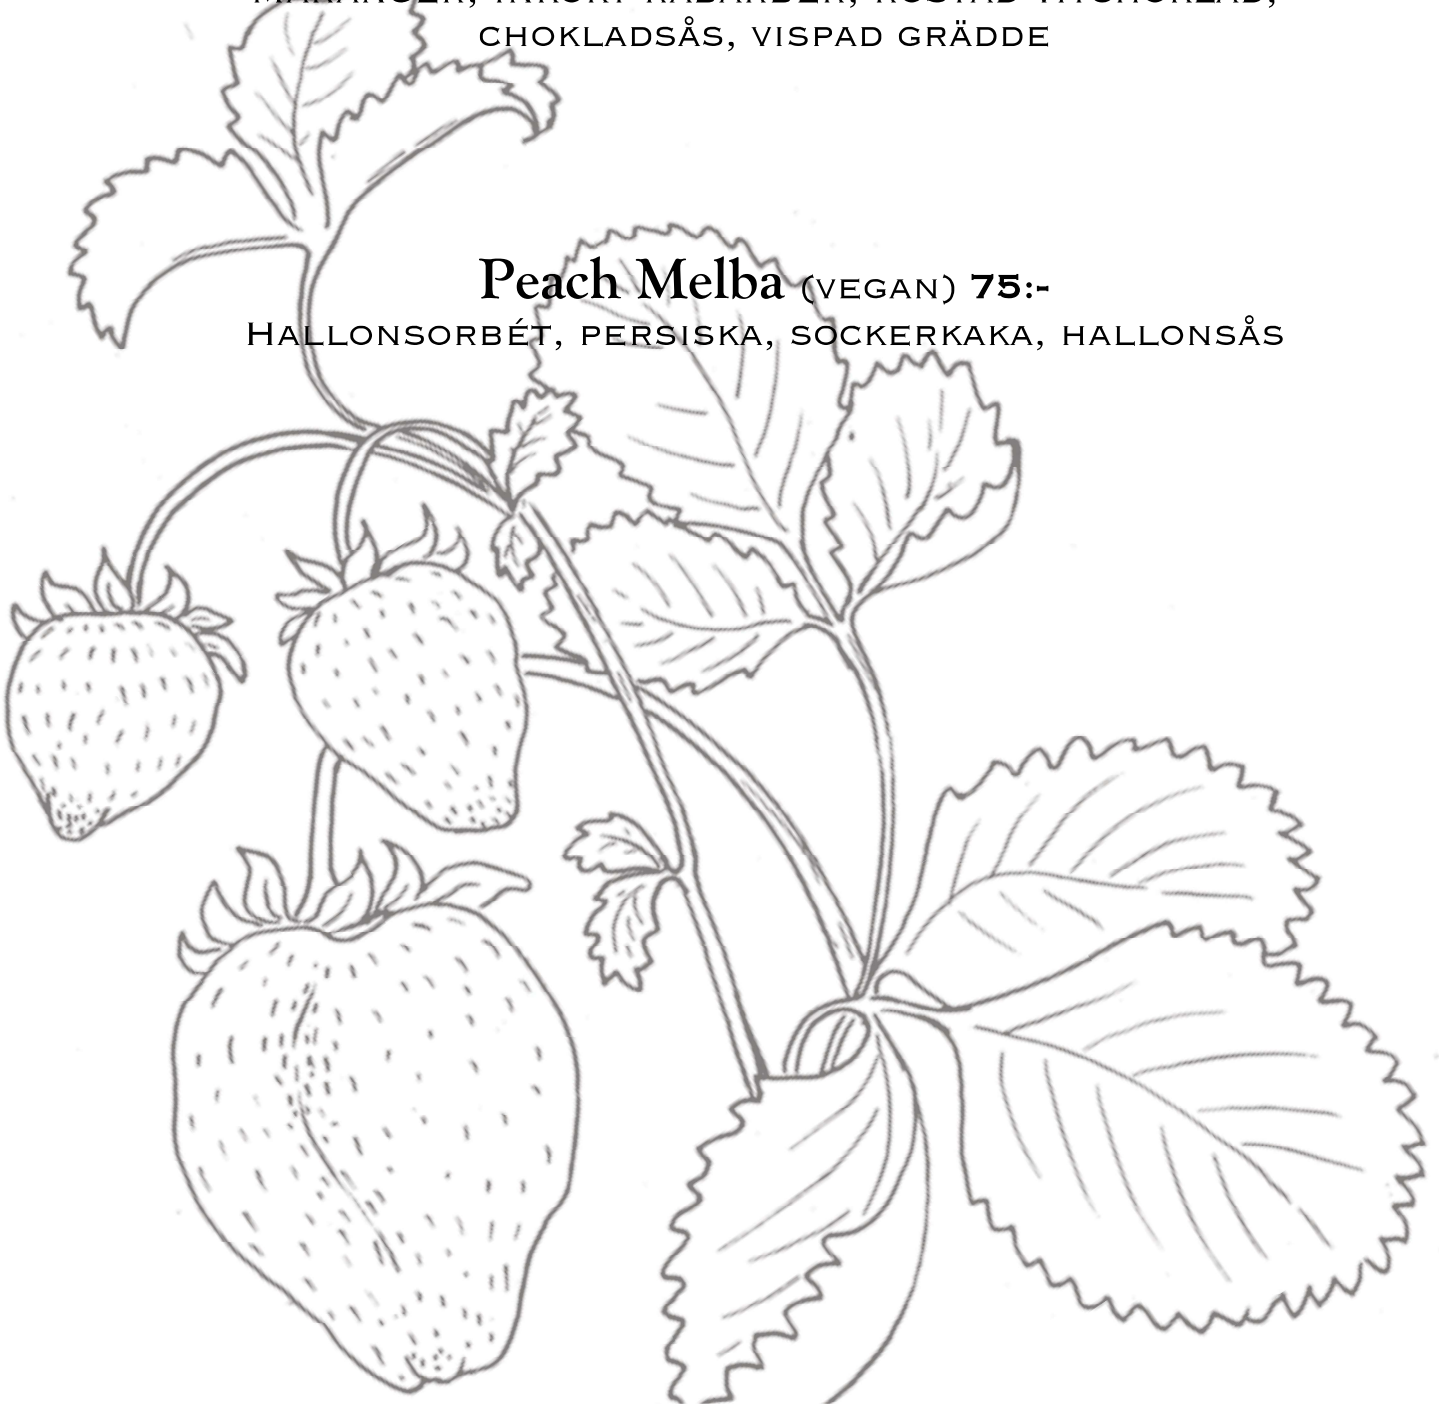 CHOKLADSÅS, VISPAD GRÄDDE
Peach Melba (VEGAN) 75:-
HALLONSORBÉT, PERSISKA, SOCKERKAKA, HALLONSÅS